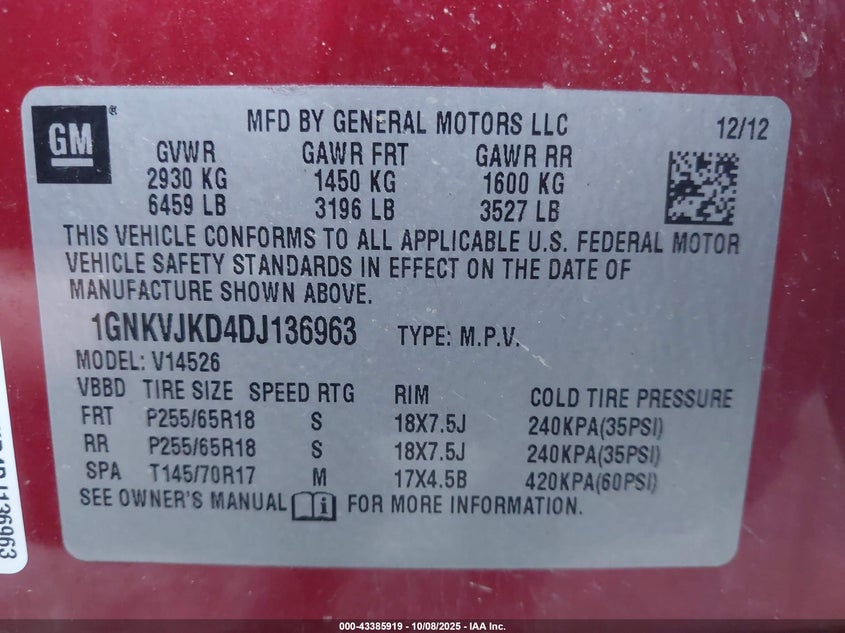 GM®
MFD BY GENERAL MOTORS LLC 12/12
GVWR GAWR FRT GAWR RR
2930 KG 1450 KG 1600 KG
6459 LB 3196 LB 3527 LB
THIS VEHICLE CONFORMS TO ALL APPLICABLE U.S. FEDERAL MOTOR
VEHICLE SAFETY STANDARDS IN EFFECT ON THE DATE OF
MANUFACTURE SHOWN ABOVE.
1GNKVJKD4DJ136963 TYPE: M.P.V.
MODEL: V14526
VBBD TIRE SIZE SPEED RTG RIM COLD TIRE PRESSURE
FRT P255/65R18 S 18X7.5J 240KPA(35PSI)
RR P255/65R18 S 18X7.5J 240KPA(35PSI)
SPA T145/70R17 M 17X4.5B 420KPA(60PSI)
SEE OWNER'S MANUAL FOR MORE INFORMATION.
J136963
000-43385919 - 10/08/2025 - IAA Inc.